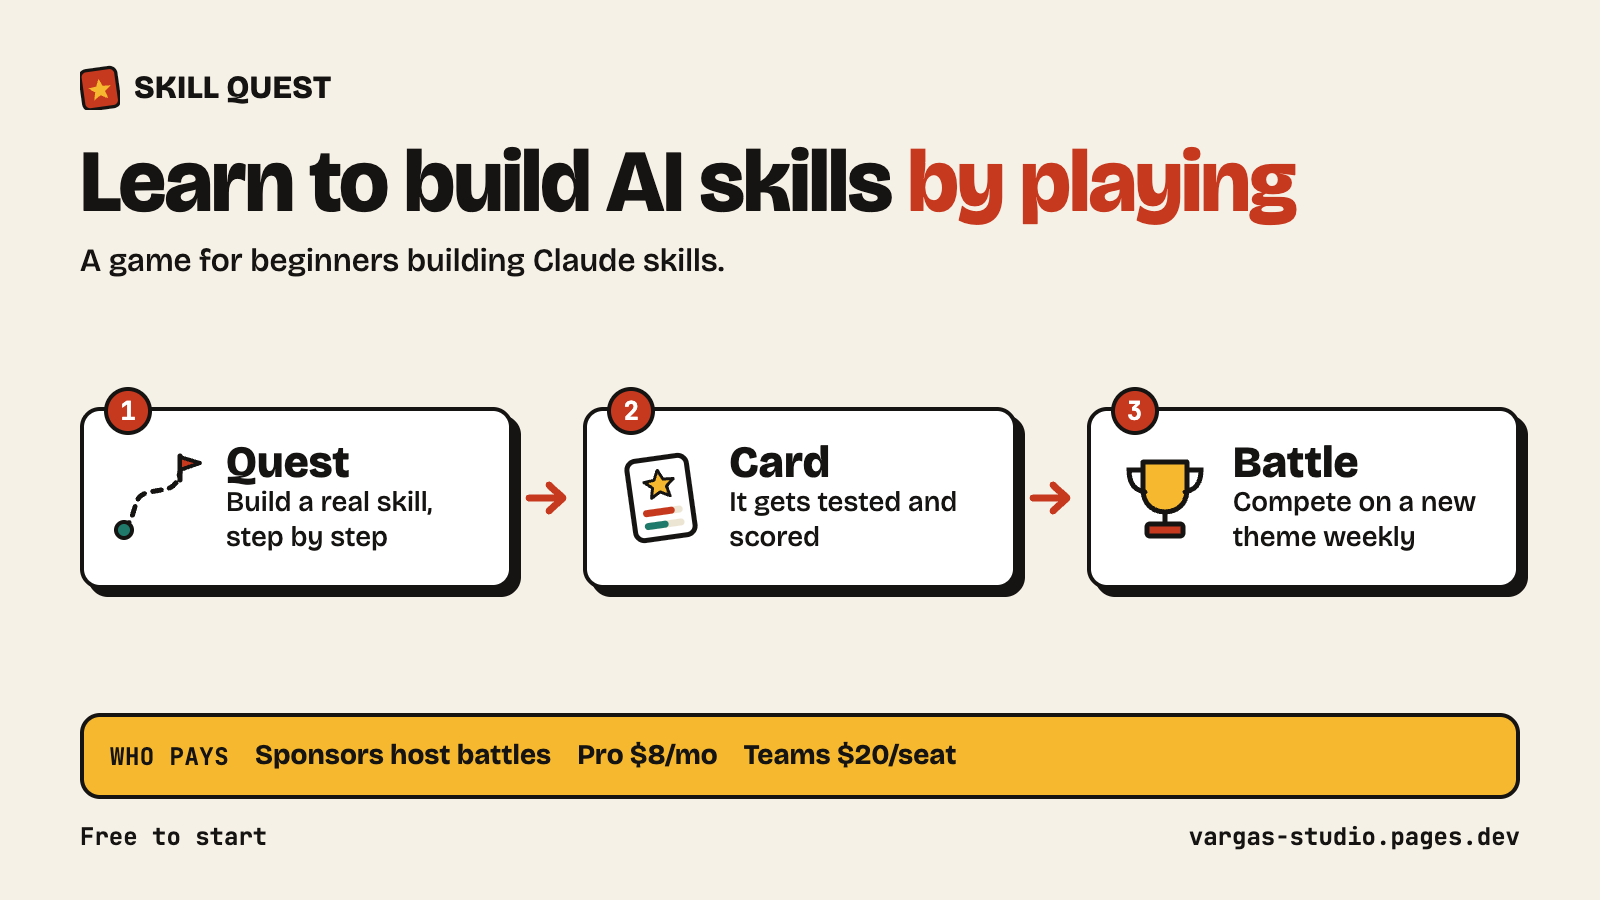 SKILL QUEST
Learn to build AI skills by playing
A game for beginners building Claude skills.
1
Quest
Build a real skill,
step by step
2
Card
It gets tested and
scored
3
Battle
Compete on a new
theme weekly
WHO PAYS Sponsors host battles Pro $8/mo Teams $20/seat
Free to start
vargas-studio.pages.dev